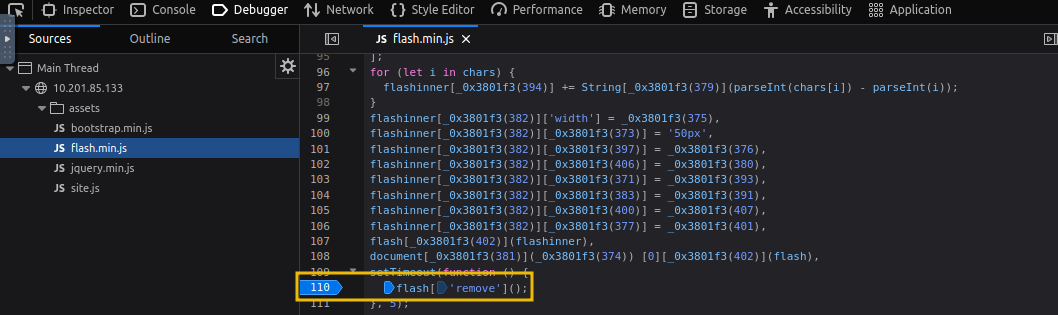 Inspector Console Debugger Network Style Editor Performance Memory Storage Accessibility Application
Sources Outline Search
JS flash.min.js
Main Thread
10.201.85.133
assets
JS bootstrap.min.js
JS flash.min.js
JS jquery.min.js
JS site.js
95 ];
96 for (let i in chars) {
97 flashinner[_0x3801f3(394)] += String[_0x3801f3(379)](parseInt(chars[i]) - parseInt(i));
98 }
99 flashinner[_0x3801f3(382)]['width'] = _0x3801f3(375),
100 flashinner[_0x3801f3(382)][_0x3801f3(373)] = '50px',
101 flashinner[_0x3801f3(382)][_0x3801f3(397)] = _0x3801f3(376),
102 flashinner[_0x3801f3(382)][_0x3801f3(406)] = _0x3801f3(380),
103 flashinner[_0x3801f3(382)][_0x3801f3(371)] = _0x3801f3(393),
104 flashinner[_0x3801f3(382)][_0x3801f3(383)] = _0x3801f3(391),
105 flashinner[_0x3801f3(382)][_0x3801f3(400)] = _0x3801f3(407),
106 flashinner[_0x3801f3(382)][_0x3801f3(377)] = _0x3801f3(401),
107 flash[_0x3801f3(402)](flashinner),
108 document[_0x3801f3(381)](_0x3801f3(374)) [0][_0x3801f3(402)](flash),
109 setTimeout(function () {
110 flash['remove']();
111 }, 5);